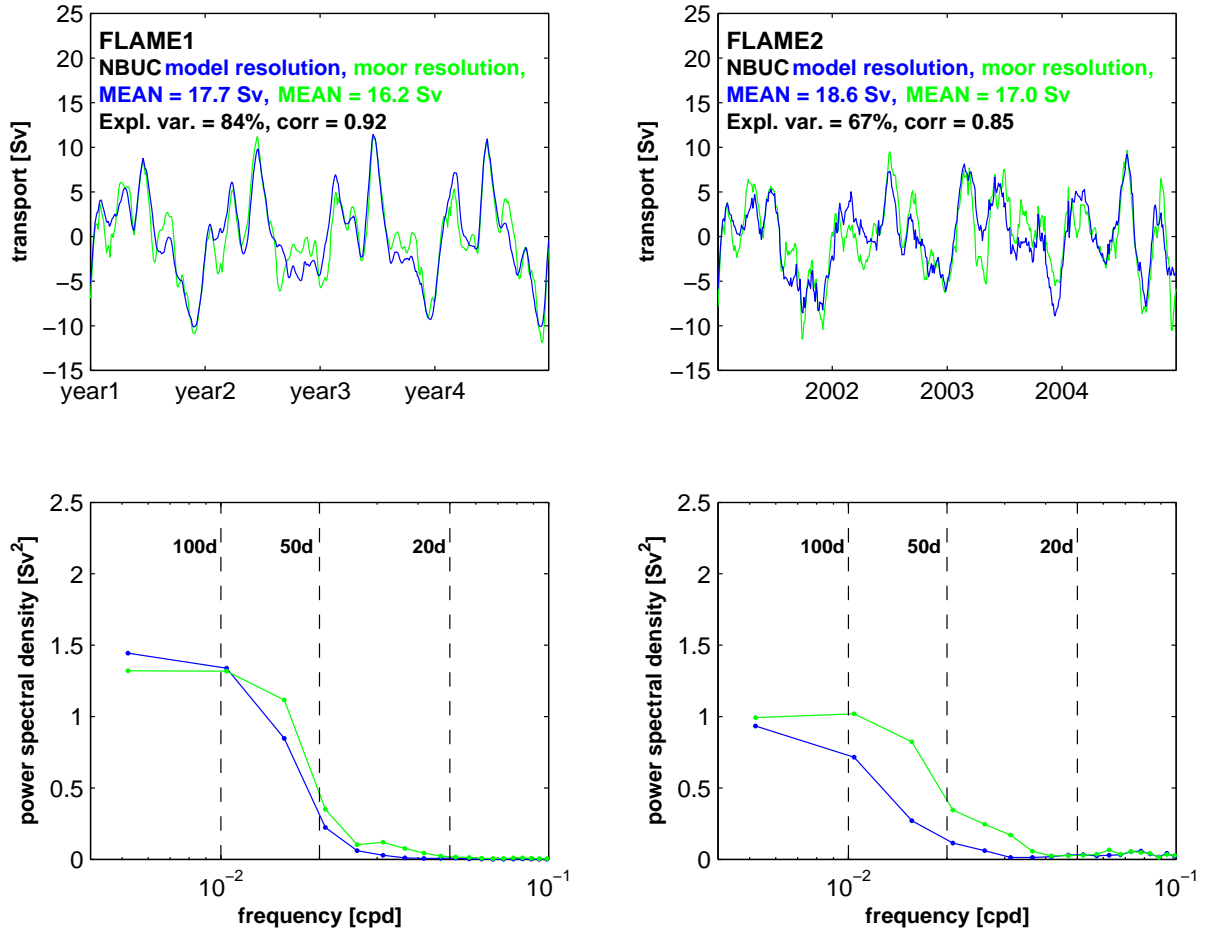 FLAME1
NBUC model resolution, moor resolution,
MEAN = 17.7 Sv, MEAN = 16.2 Sv
Expl. var. = 84%, corr = 0.92
transport [Sv]
25
20
15
10
5
0
−5
−10
−15
year1 year2 year3 year4
FLAME2
NBUC model resolution, moor resolution,
MEAN = 18.6 Sv, MEAN = 17.0 Sv
Expl. var. = 67%, corr = 0.85
transport [Sv]
25
20
15
10
5
0
−5
−10
−15
2002 2003 2004
power spectral density [Sv²]
2.5
2
1.5
1
0.5
0
100d 50d 20d
10⁻² 10⁻¹
frequency [cpd]
power spectral density [Sv²]
2.5
2
1.5
1
0.5
0
100d 50d 20d
10⁻² 10⁻¹
frequency [cpd]